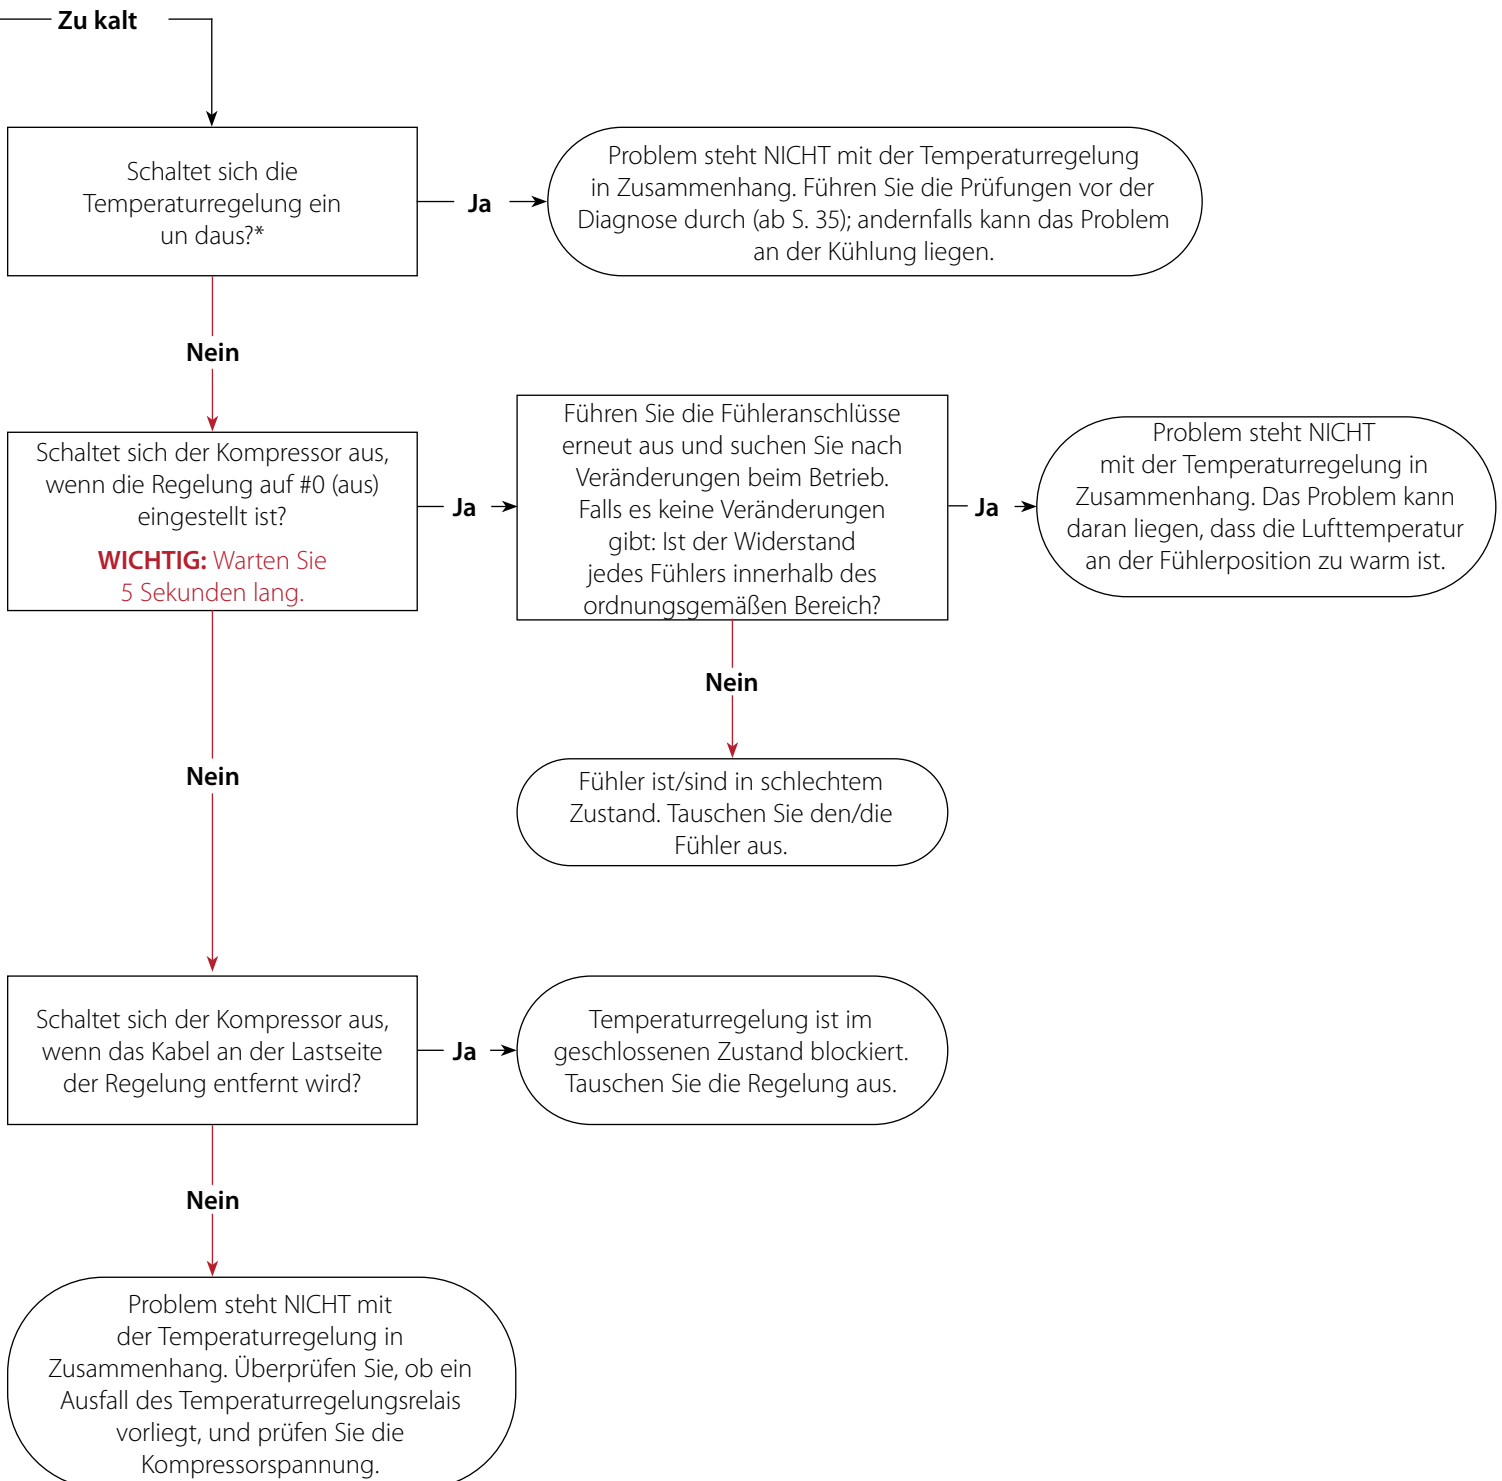 Zu kalt
Schaltet sich die
Temperaturregelung ein
un daus?*
Ja
Problem steht NICHT mit der Temperaturregelung
in Zusammenhang. Führen Sie die Prüfungen vor der
Diagnose durch (ab S. 35); andernfalls kann das Problem
an der Kühlung liegen.
Nein
Schaltet sich der Kompressor aus,
wenn die Regelung auf #0 (aus)
eingestellt ist?
WICHTIG: Warten Sie
5 Sekunden lang.
Ja
Führen Sie die Fühleranschlüsse
erneut aus und suchen Sie nach
Veränderungen beim Betrieb.
Falls es keine Veränderungen
gibt: Ist der Widerstand
jedes Fühlers innerhalb des
ordnungsgemäßen Bereich?
Ja
Problem steht NICHT
mit der Temperaturregelung in
Zusammenhang. Das Problem kann
daran liegen, dass die Lufttemperatur
an der Fühlerposition zu warm ist.
Nein
Fühler ist/sind in schlechtem
Zustand. Tauschen Sie den/die
Fühler aus.
Nein
Schaltet sich der Kompressor aus,
wenn das Kabel an der Lastseite
der Regelung entfernt wird?
Ja
Temperaturregelung ist im
geschlossenen Zustand blockiert.
Tauschen Sie die Regelung aus.
Nein
Problem steht NICHT mit
der Temperaturregelung in
Zusammenhang. Überprüfen Sie, ob ein
Ausfall des Temperaturregelungsrelais
vorliegt, und prüfen Sie die
Kompressorspannung.